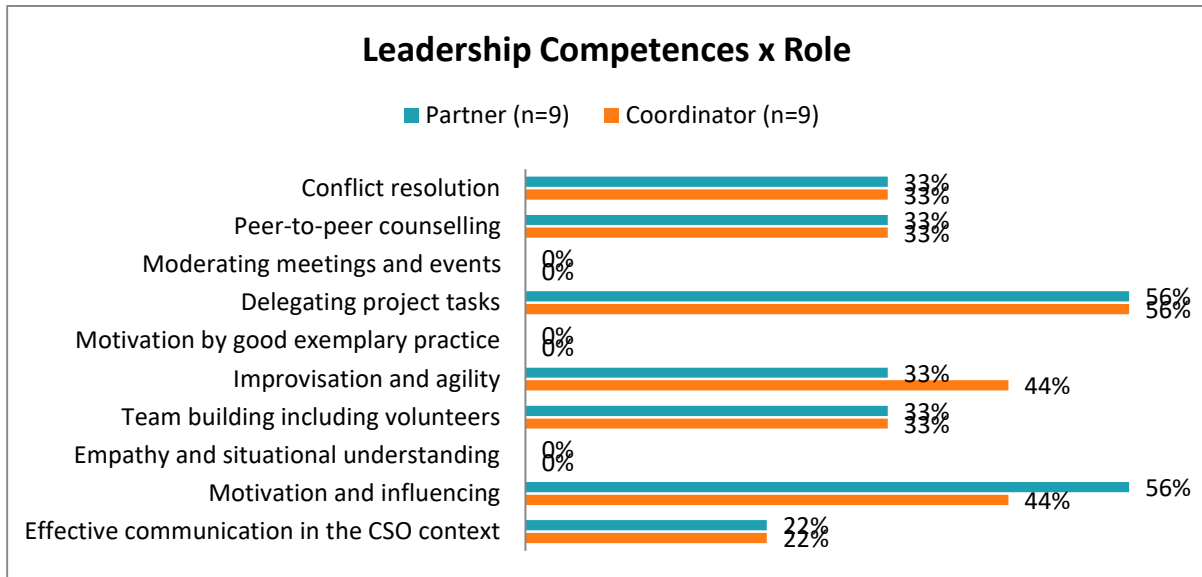 Leadership Competences x Role
Partner (n=9) Coordinator (n=9)
Conflict resolution 33%
33%
Peer-to-peer counselling 33%
33%
Moderating meetings and events 0%
0%
Delegating project tasks 56%
56%
Motivation by good exemplary practice 0%
0%
Improvisation and agility 33%
44%
Team building including volunteers 33%
33%
Empathy and situational understanding 0%
0%
Motivation and influencing 56%
44%
Effective communication in the CSO context 22%
22%